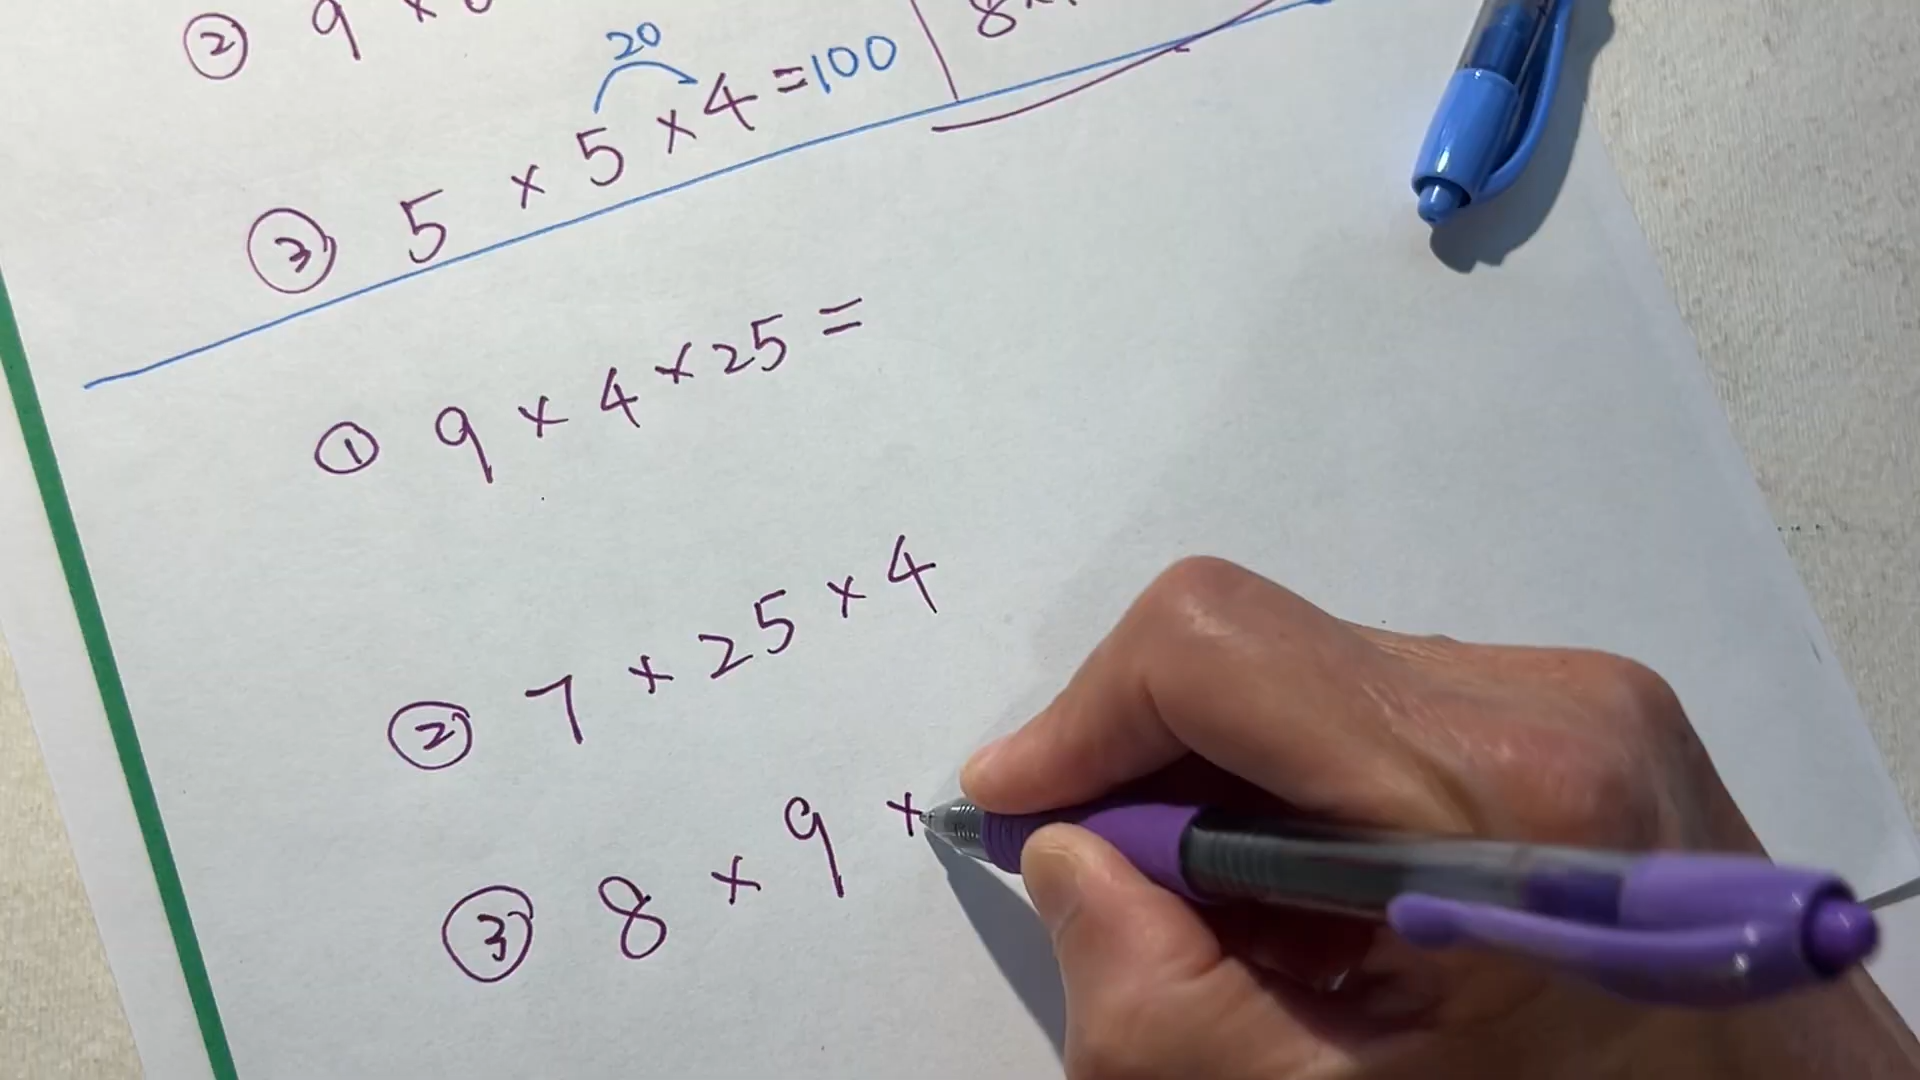 ② 9 ×
8 ×
20
③ 5 × 5 × 4 = 100
① 9 × 4 × 25 =
② 7 × 25 × 4
③ 8 × 9 ×